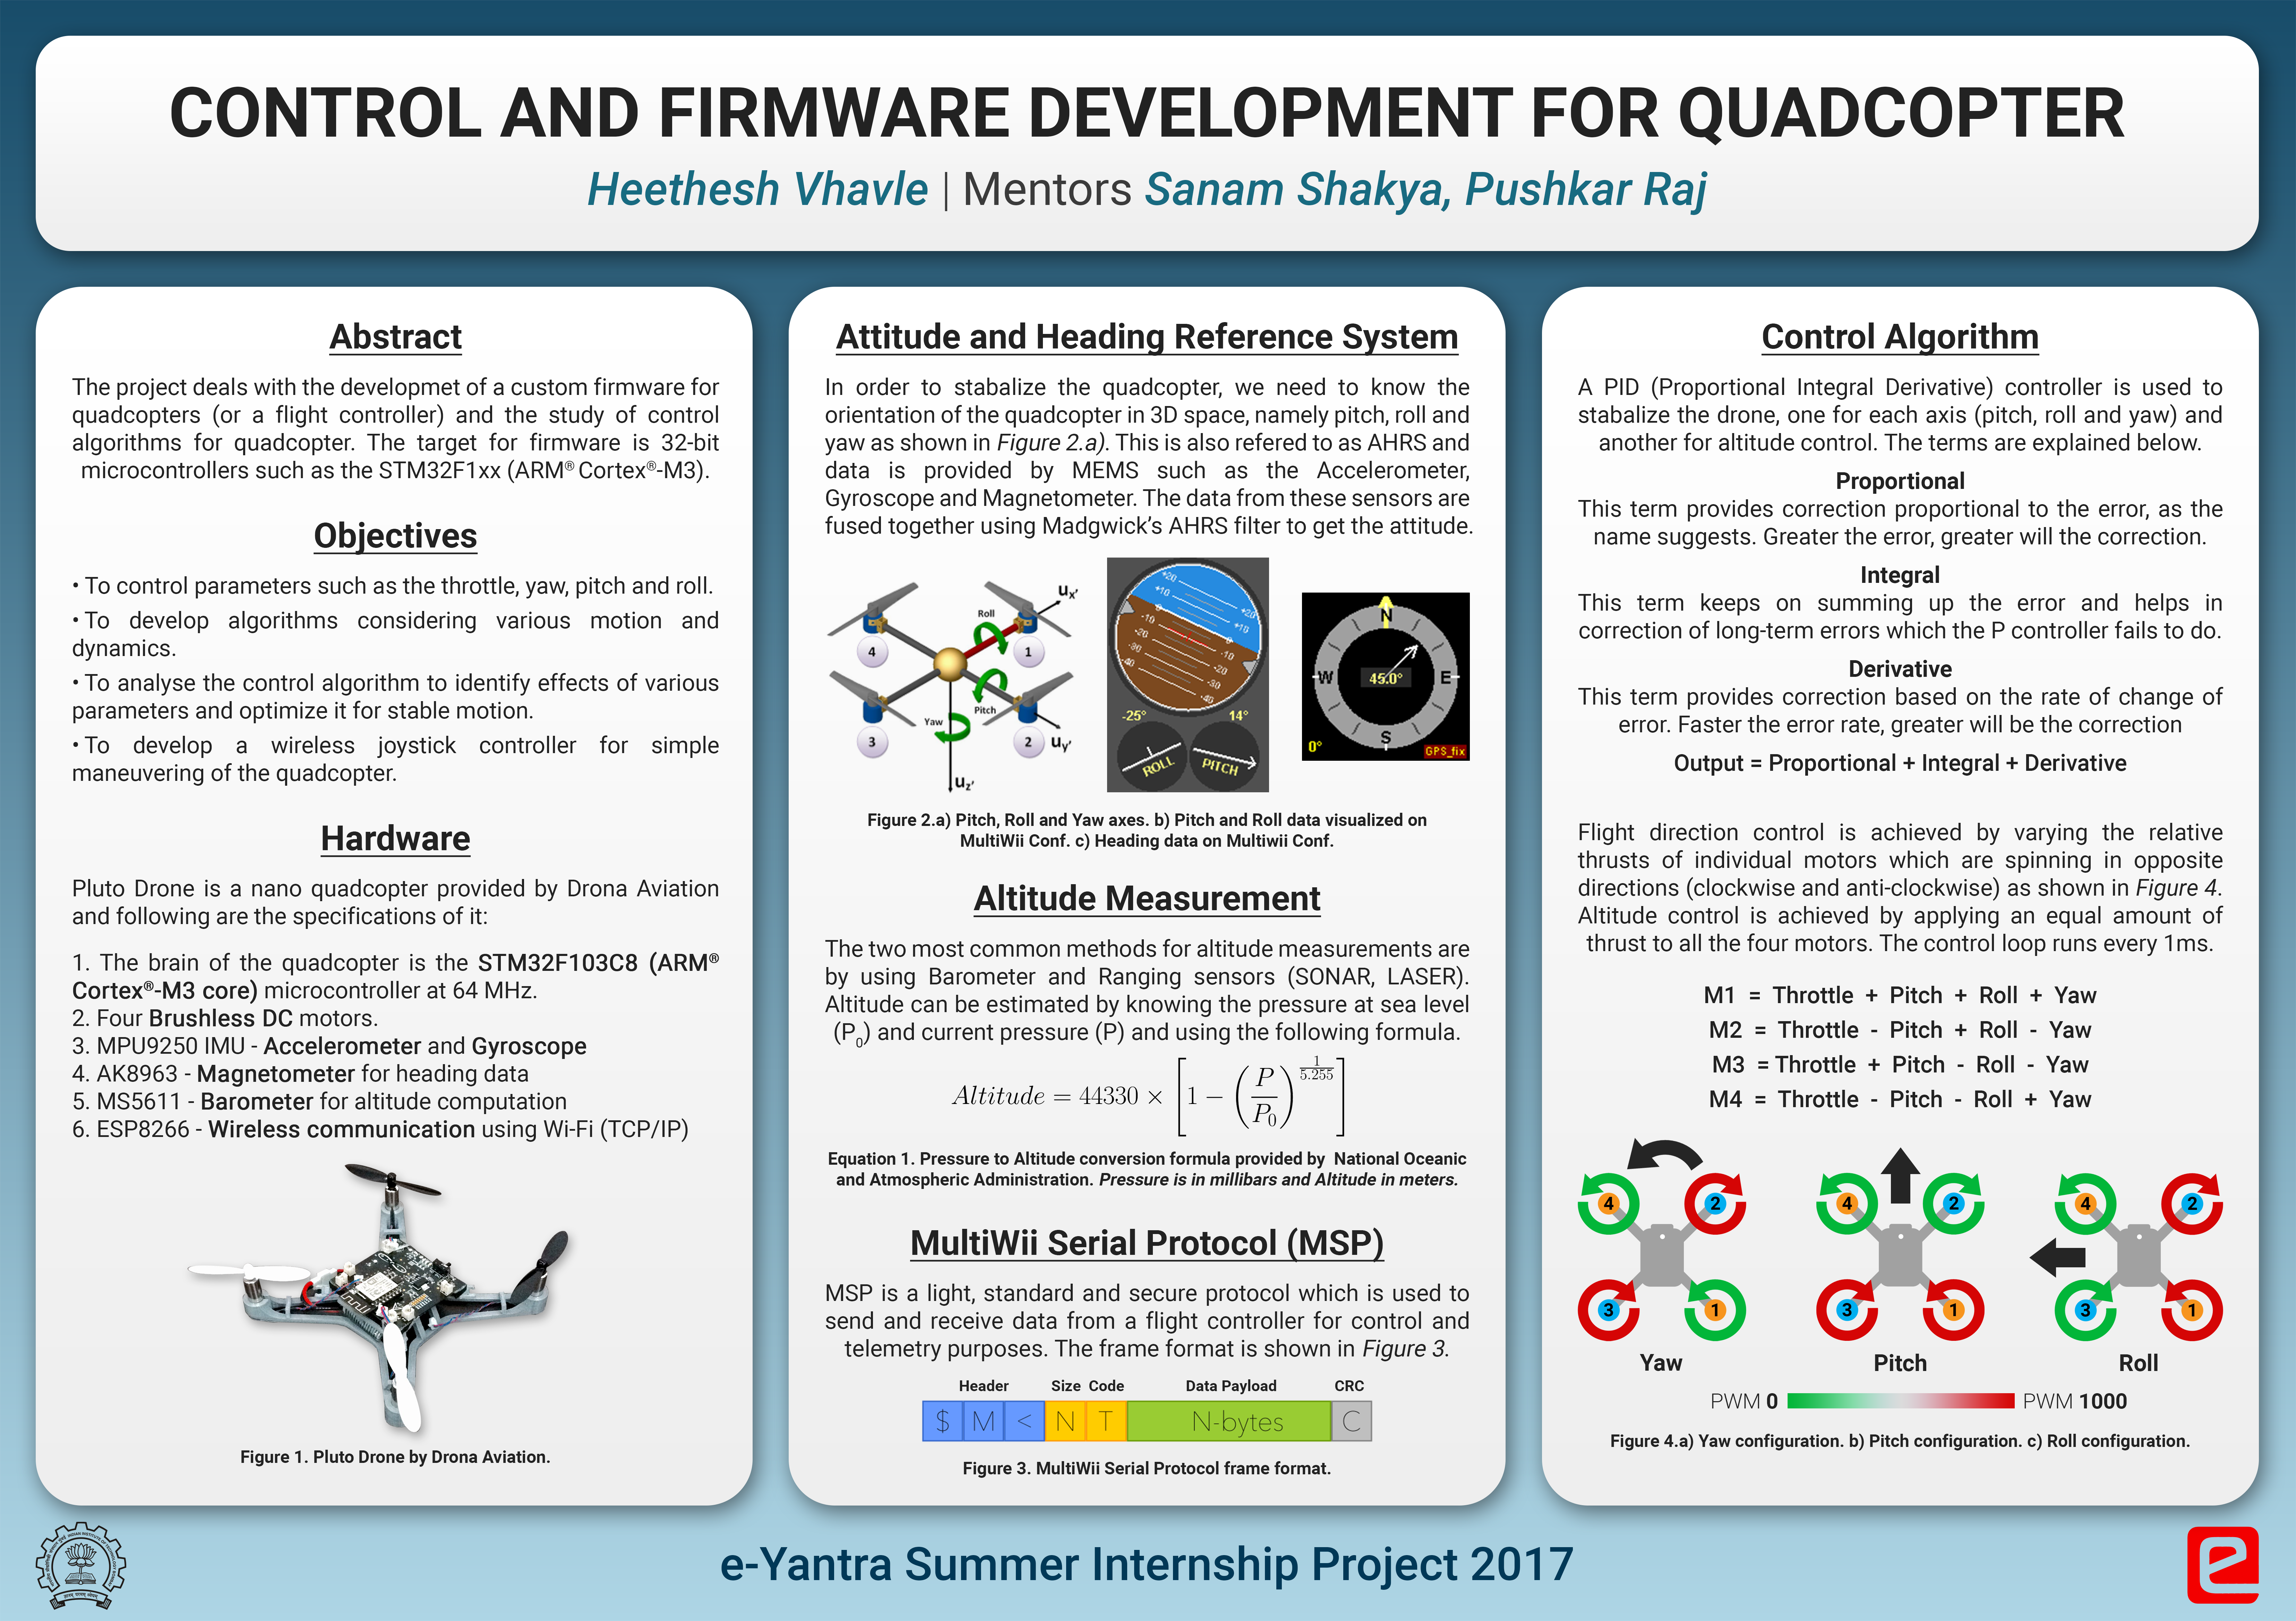 CONTROL AND FIRMWARE DEVELOPMENT FOR QUADCOPTER
Heethesh Vhavle | Mentors Sanam Shakya, Pushkar Raj
Abstract
The project deals with the developmet of a custom firmware for
quadcopters (or a flight controller) and the study of control
algorithms for quadcopter. The target for firmware is 32-bit
microcontrollers such as the STM32F1xx (ARM® Cortex®-M3).
Objectives
• To control parameters such as the throttle, yaw, pitch and roll.
• To develop algorithms considering various motion and
dynamics.
• To analyse the control algorithm to identify effects of various
parameters and optimize it for stable motion.
• To develop a wireless joystick controller for simple
maneuvering of the quadcopter.
Hardware
Pluto Drone is a nano quadcopter provided by Drona Aviation
and following are the specifications of it:
1. The brain of the quadcopter is the STM32F103C8 (ARM®
Cortex®-M3 core) microcontroller at 64 MHz.
2. Four Brushless DC motors.
3. MPU9250 IMU - Accelerometer and Gyroscope
4. AK8963 - Magnetometer for heading data
5. MS5611 - Barometer for altitude computation
6. ESP8266 - Wireless communication using Wi-Fi (TCP/IP)
Figure 1. Pluto Drone by Drona Aviation.
Attitude and Heading Reference System
In order to stabalize the quadcopter, we need to know the
orientation of the quadcopter in 3D space, namely pitch, roll and
yaw as shown in Figure 2.a). This is also refered to as AHRS and
data is provided by MEMS such as the Accelerometer,
Gyroscope and Magnetometer. The data from these sensors are
fused together using Madgwick's AHRS filter to get the attitude.
Roll
Pitch
Yaw
ux'
uy'
uz'
4
1
3
2
+20
+10
0
-10
-20
-30
-40
+20
+10
0
-10
-20
-30
-40
-25°
14°
ROLL
PITCH
N
W
E
S
45.0°
0°
GPS_fix
Figure 2.a) Pitch, Roll and Yaw axes. b) Pitch and Roll data visualized on
MultiWii Conf. c) Heading data on Multiwii Conf.
Altitude Measurement
The two most common methods for altitude measurements are
by using Barometer and Ranging sensors (SONAR, LASER).
Altitude can be estimated by knowing the pressure at sea level
(P0) and current pressure (P) and using the following formula.
Altitude = 44330 × [1 − (P/P0)^(1/5.255)]
Equation 1. Pressure to Altitude conversion formula provided by National Oceanic
and Atmospheric Administration. Pressure is in millibars and Altitude in meters.
MultiWii Serial Protocol (MSP)
MSP is a light, standard and secure protocol which is used to
send and receive data from a flight controller for control and
telemetry purposes. The frame format is shown in Figure 3.
Header Size Code Data Payload CRC
$ M < N T N-bytes C
Figure 3. MultiWii Serial Protocol frame format.
Control Algorithm
A PID (Proportional Integral Derivative) controller is used to
stabalize the drone, one for each axis (pitch, roll and yaw) and
another for altitude control. The terms are explained below.
Proportional
This term provides correction proportional to the error, as the
name suggests. Greater the error, greater will the correction.
Integral
This term keeps on summing up the error and helps in
correction of long-term errors which the P controller fails to do.
Derivative
This term provides correction based on the rate of change of
error. Faster the error rate, greater will be the correction
Output = Proportional + Integral + Derivative
Flight direction control is achieved by varying the relative
thrusts of individual motors which are spinning in opposite
directions (clockwise and anti-clockwise) as shown in Figure 4.
Altitude control is achieved by applying an equal amount of
thrust to all the four motors. The control loop runs every 1ms.
M1 = Throttle + Pitch + Roll + Yaw
M2 = Throttle - Pitch + Roll - Yaw
M3 = Throttle + Pitch - Roll - Yaw
M4 = Throttle - Pitch - Roll + Yaw
4 2 4 2 4 2
3 1 3 1 3 1
Yaw Pitch Roll
PWM 0 PWM 1000
Figure 4.a) Yaw configuration. b) Pitch configuration. c) Roll configuration.
e-Yantra Summer Internship Project 2017